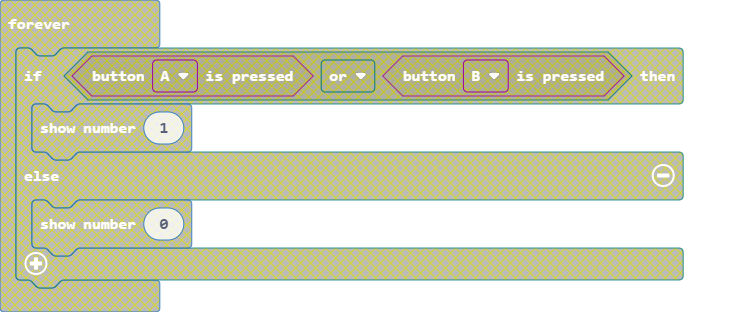 forever
if button A is pressed or button B is pressed then
show number 1
else
show number 0